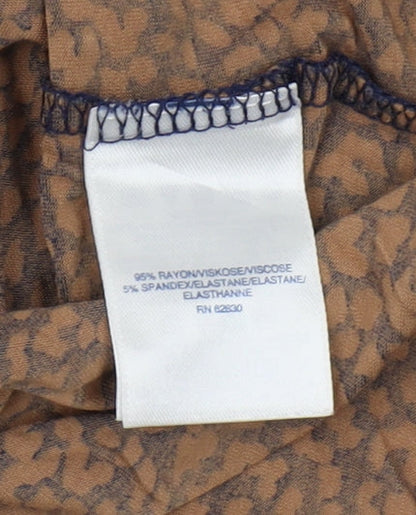 95% RAYON/VISKOSE/VISCOSE
5% SPANDEX/ELASTANE/ELASTANE/
ELASTHANNE
RN 62830